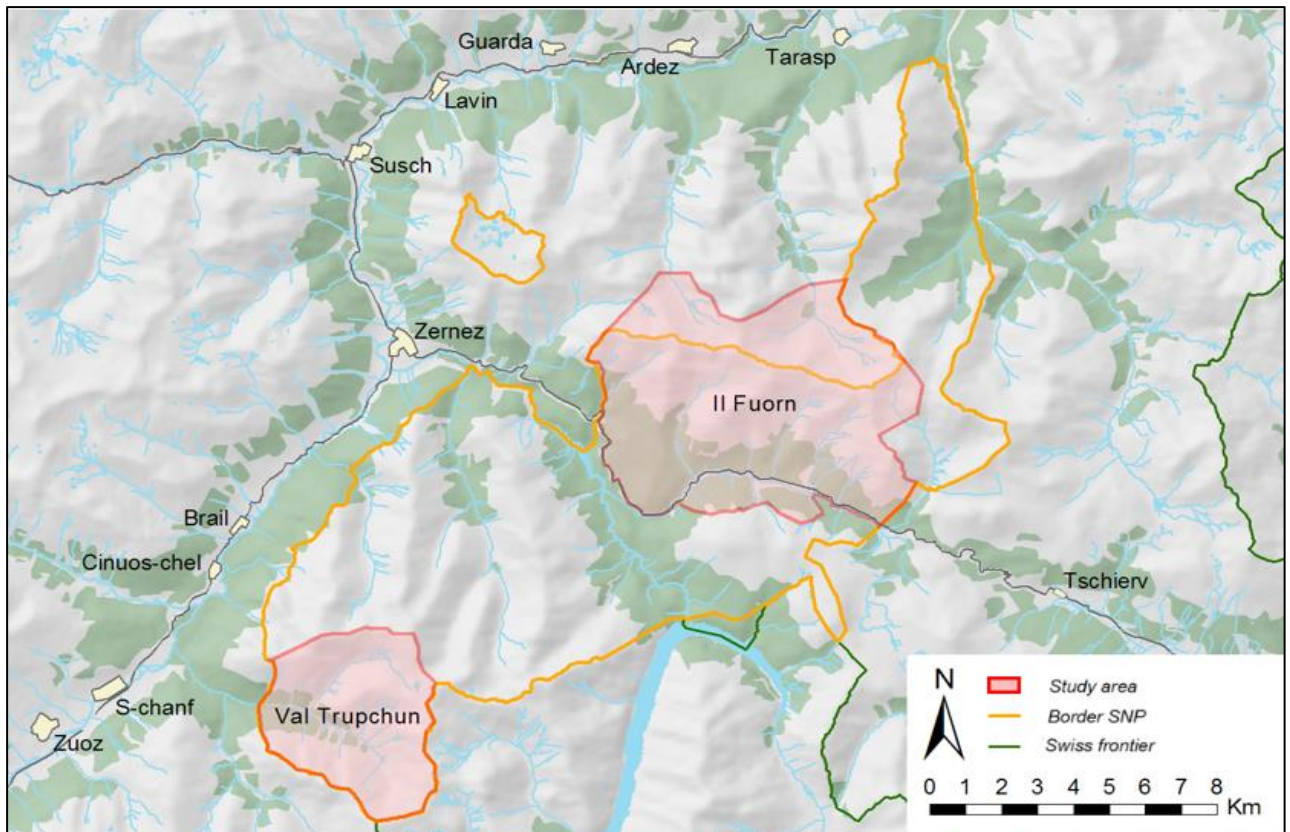 Guarda
Ardez
Tarasp
Lavin
Susch
Zernez
Il Fuorn
Brail
Cinuos-chel
Tschierv
S-chanf
Val Trupchun
Zuoz
N
Study area
Border SNP
Swiss frontier
0 1 2 3 4 5 6 7 8
Km